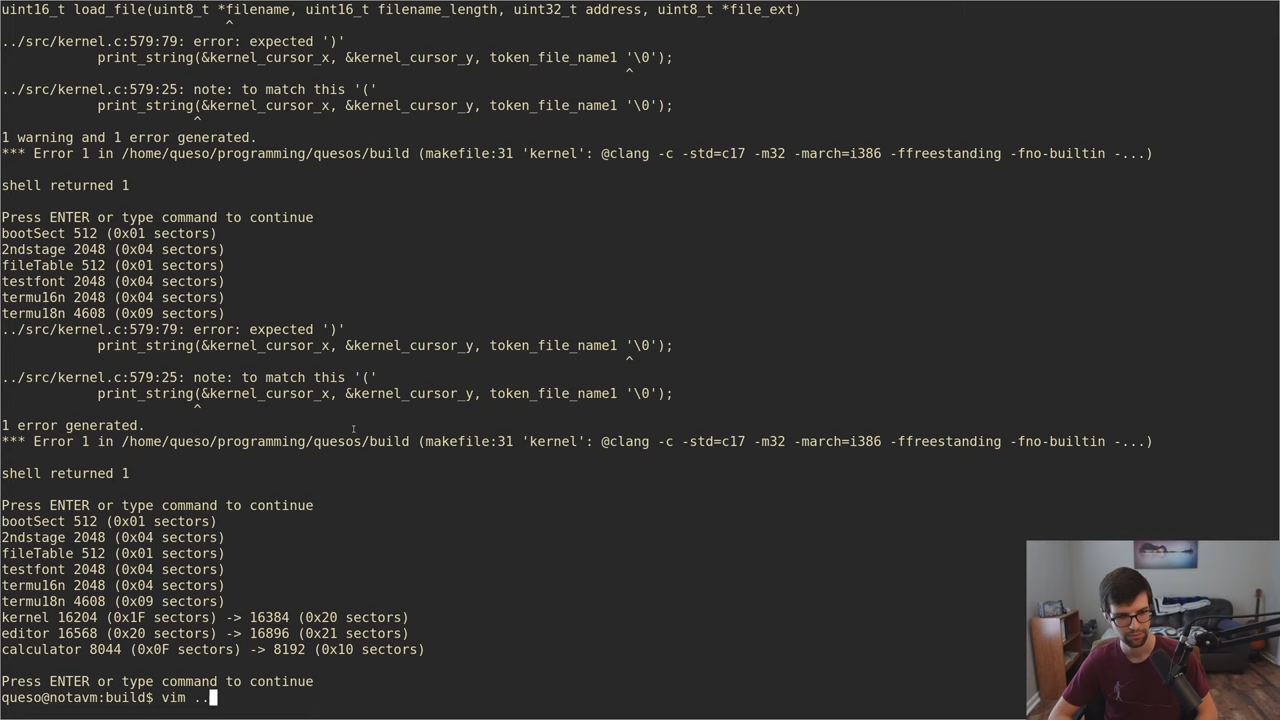 uint16_t load_file(uint8_t *filename, uint16_t filename_length, uint32_t address, uint8_t *file_ext)
^
../src/kernel.c:579:79: error: expected ')'
print_string(&kernel_cursor_x, &kernel_cursor_y, token_file_name1 '\0');
^
../src/kernel.c:579:25: note: to match this '('
print_string(&kernel_cursor_x, &kernel_cursor_y, token_file_name1 '\0');
^
1 warning and 1 error generated.
*** Error 1 in /home/queso/programming/quesos/build (makefile:31 'kernel': @clang -c -std=c17 -m32 -march=i386 -ffreestanding -fno-builtin -...)
shell returned 1
Press ENTER or type command to continue
bootSect 512 (0x01 sectors)
2ndstage 2048 (0x04 sectors)
fileTable 512 (0x01 sectors)
testfont 2048 (0x04 sectors)
termu16n 2048 (0x04 sectors)
termu18n 4608 (0x09 sectors)
../src/kernel.c:579:79: error: expected ')'
print_string(&kernel_cursor_x, &kernel_cursor_y, token_file_name1 '\0');
^
../src/kernel.c:579:25: note: to match this '('
print_string(&kernel_cursor_x, &kernel_cursor_y, token_file_name1 '\0');
^
1 error generated.
*** Error 1 in /home/queso/programming/quesos/build (makefile:31 'kernel': @clang -c -std=c17 -m32 -march=i386 -ffreestanding -fno-builtin -...)
shell returned 1
Press ENTER or type command to continue
bootSect 512 (0x01 sectors)
2ndstage 2048 (0x04 sectors)
fileTable 512 (0x01 sectors)
testfont 2048 (0x04 sectors)
termu16n 2048 (0x04 sectors)
termu18n 4608 (0x09 sectors)
kernel 16204 (0x1F sectors) -> 16384 (0x20 sectors)
editor 16568 (0x20 sectors) -> 16896 (0x21 sectors)
calculator 8044 (0x0F sectors) -> 8192 (0x10 sectors)
Press ENTER or type command to continue
queso@notavm:build$ vim ..